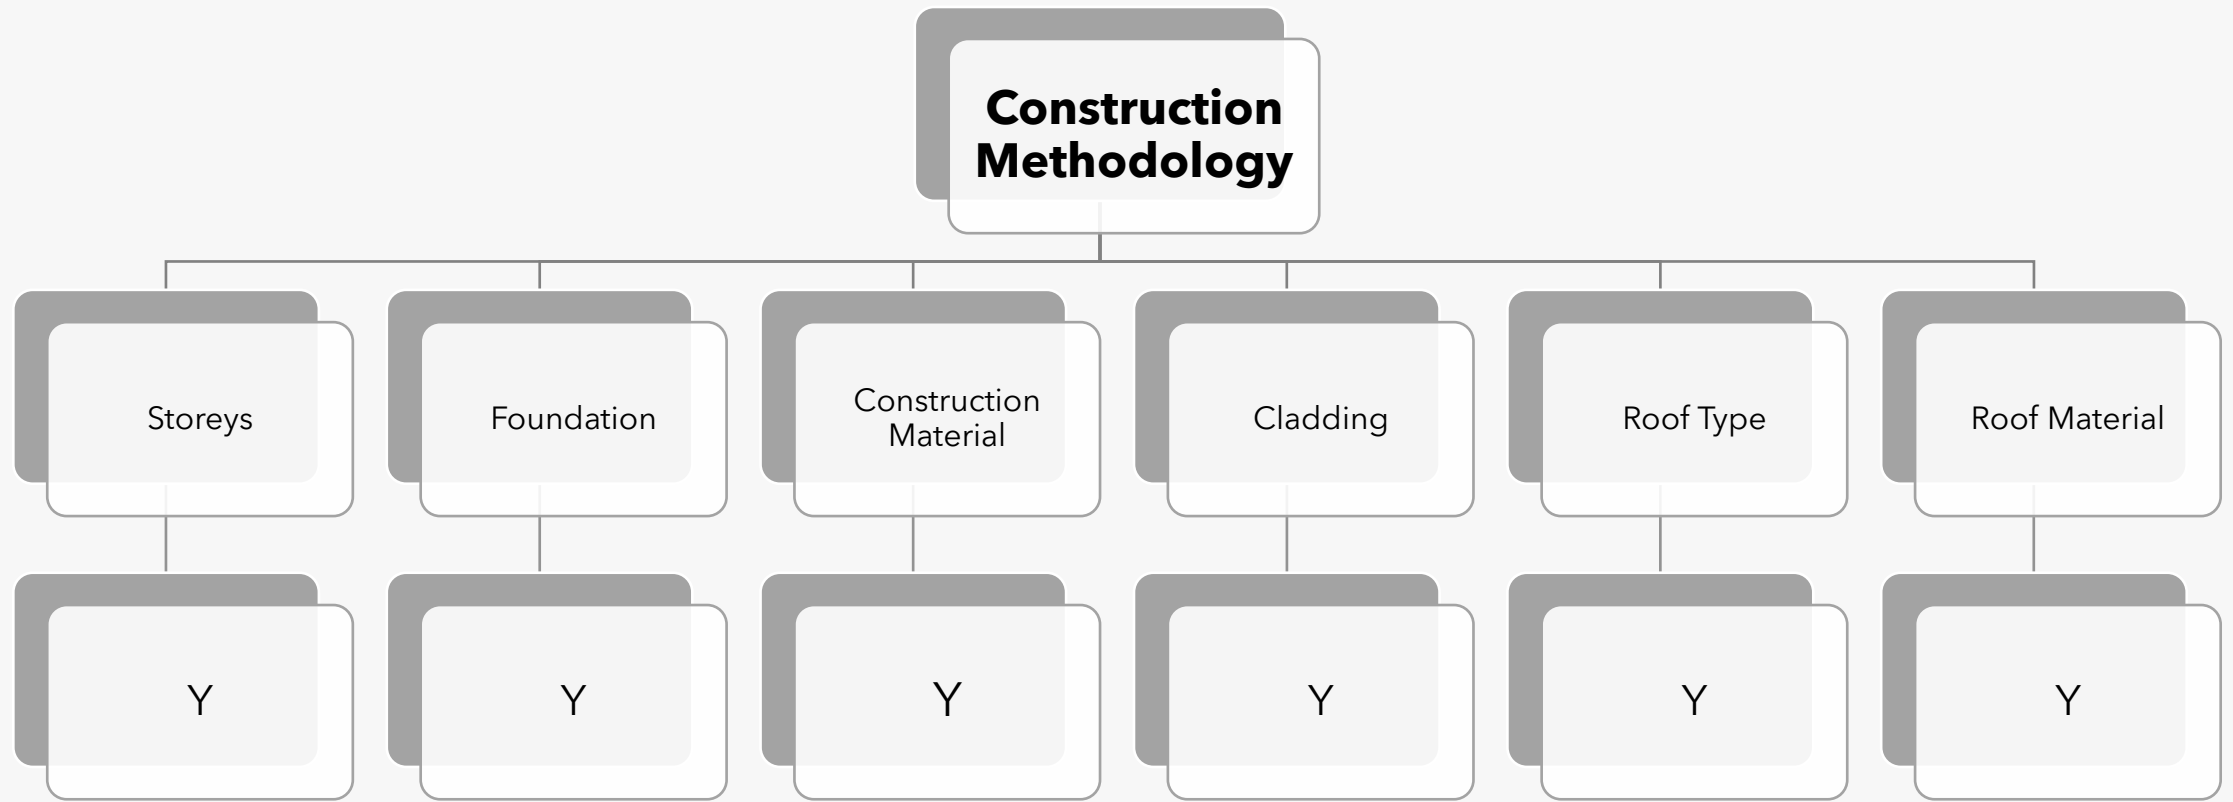 Construction
Methodology
Storeys
Foundation
Construction
Material
Cladding
Roof Type
Roof Material
Y
Y
Y
Y
Y
Y